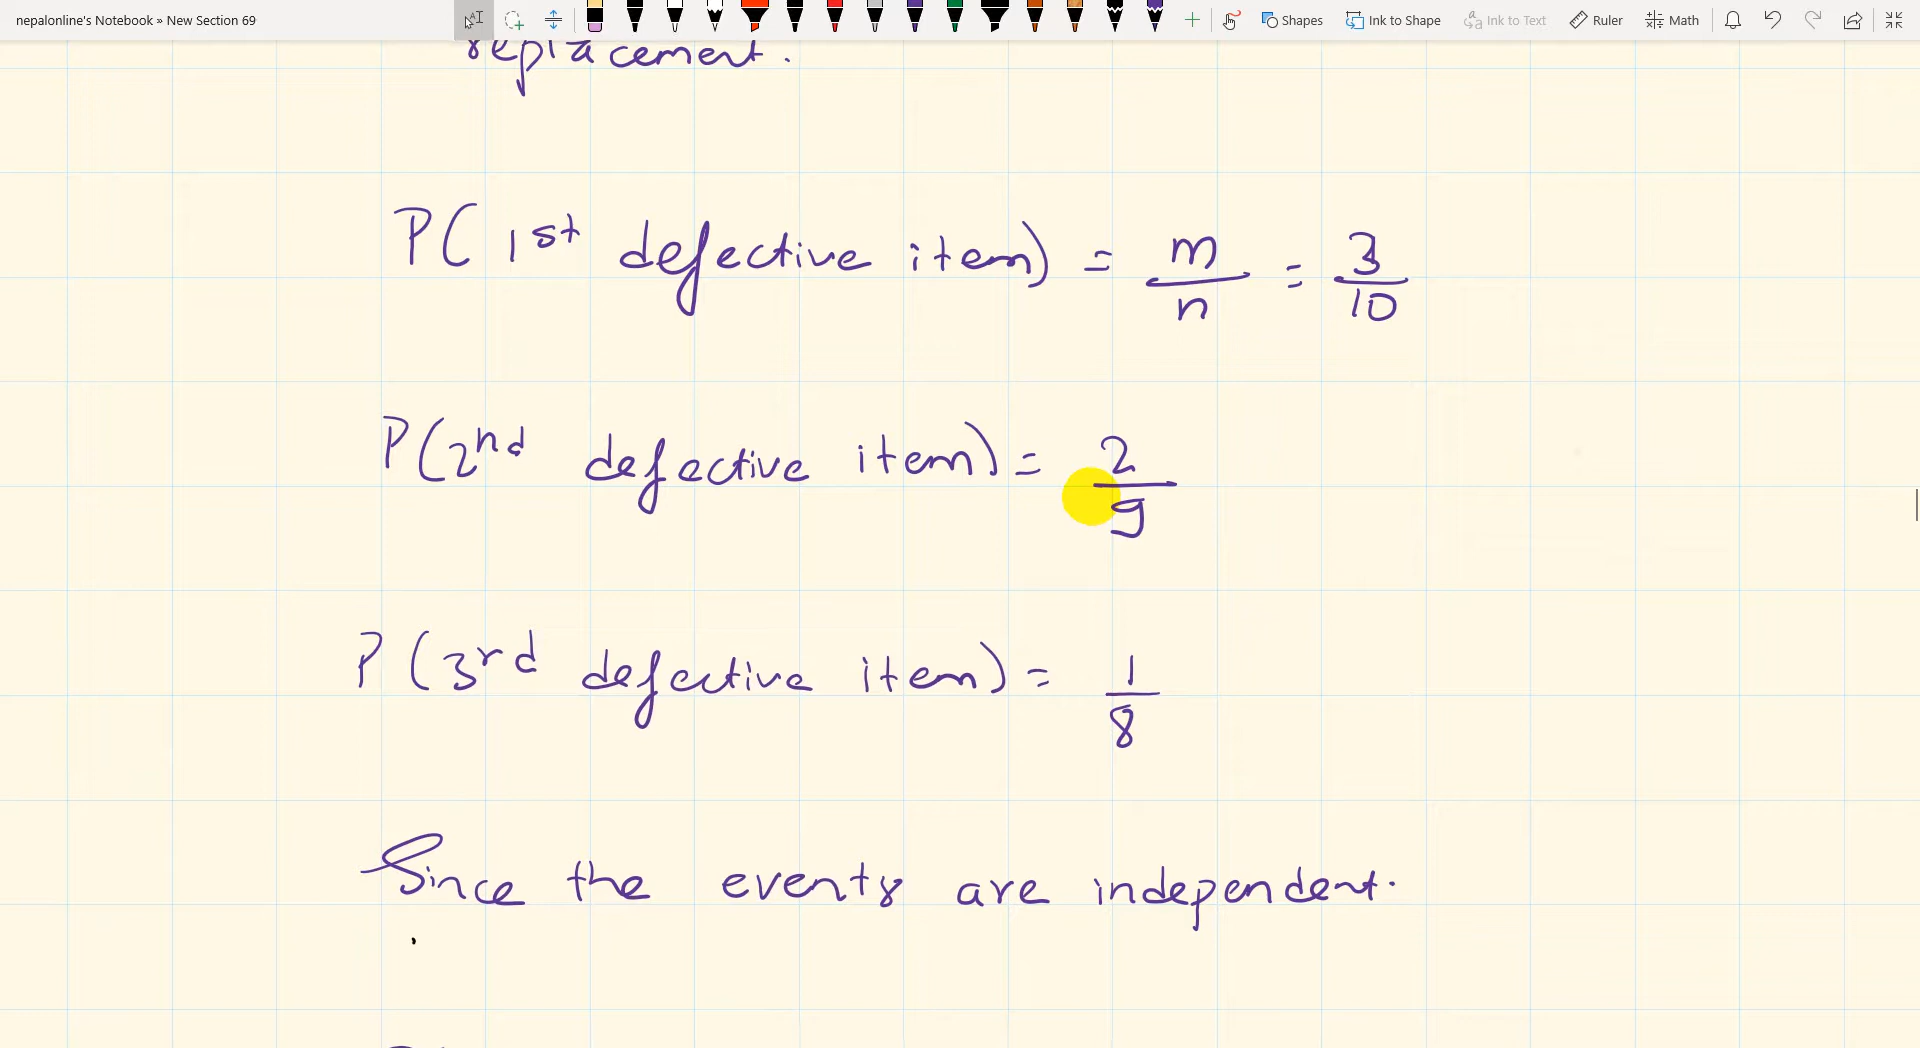 nepalonline's Notebook » New Section 69
Shapes
Ink to Shape
Ink to Text
Ruler
Math
replacement.
P(1st defective item) = m/n = 3/10
P(2nd defective item) = 2/9
P(3rd defective item) = 1/8
Since the events are independent.